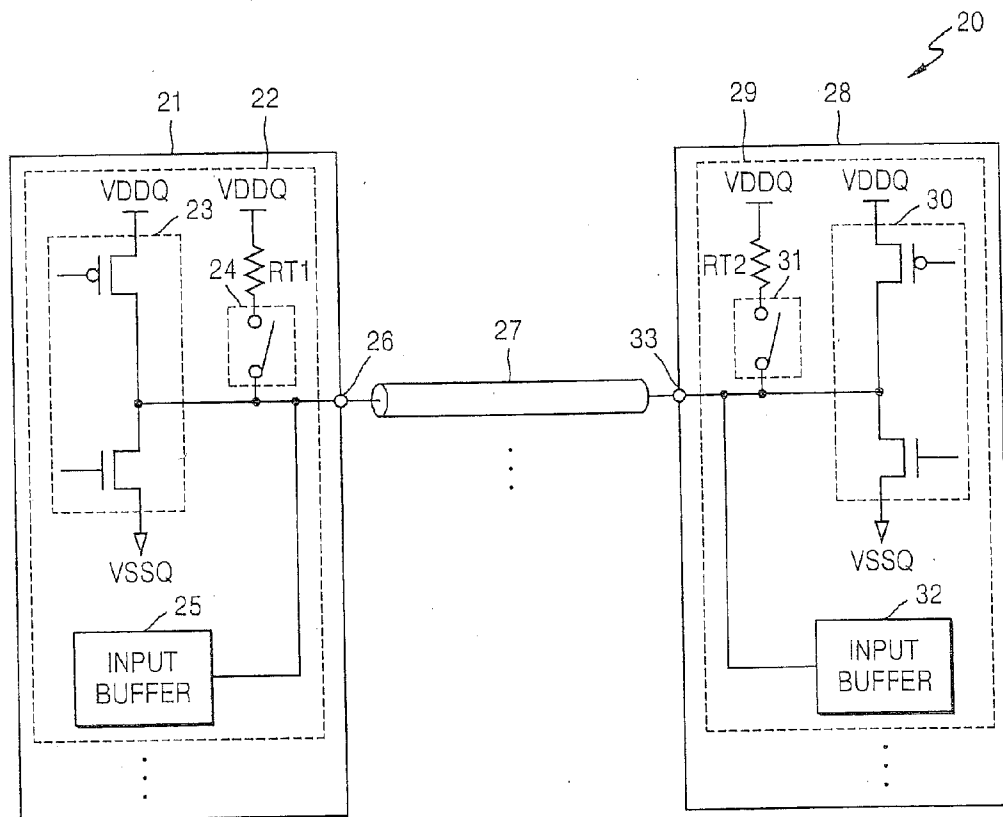 20
21
22
29
28
VDDQ
VDDQ
VDDQ
VDDQ
23
30
24
RT1
RT2
31
26
27
33
VSSQ
VSSQ
25
32
INPUT
BUFFER
INPUT
BUFFER